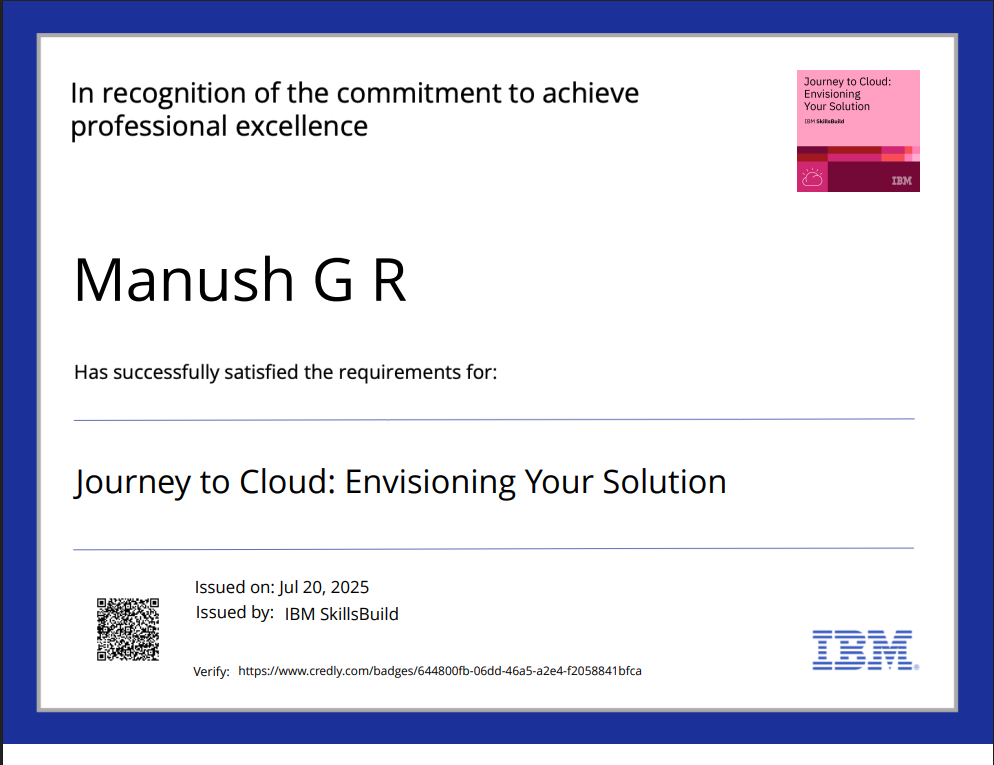 In recognition of the commitment to achieve
professional excellence
Journey to Cloud:
Envisioning
Your Solution
IBM SkillsBuild
IBM
Manush G R
Has successfully satisfied the requirements for:
Journey to Cloud: Envisioning Your Solution
Issued on: Jul 20, 2025
Issued by: IBM SkillsBuild
Verify: https://www.credly.com/badges/644800fb-06dd-46a5-a2e4-f2058841bfca
IBM®